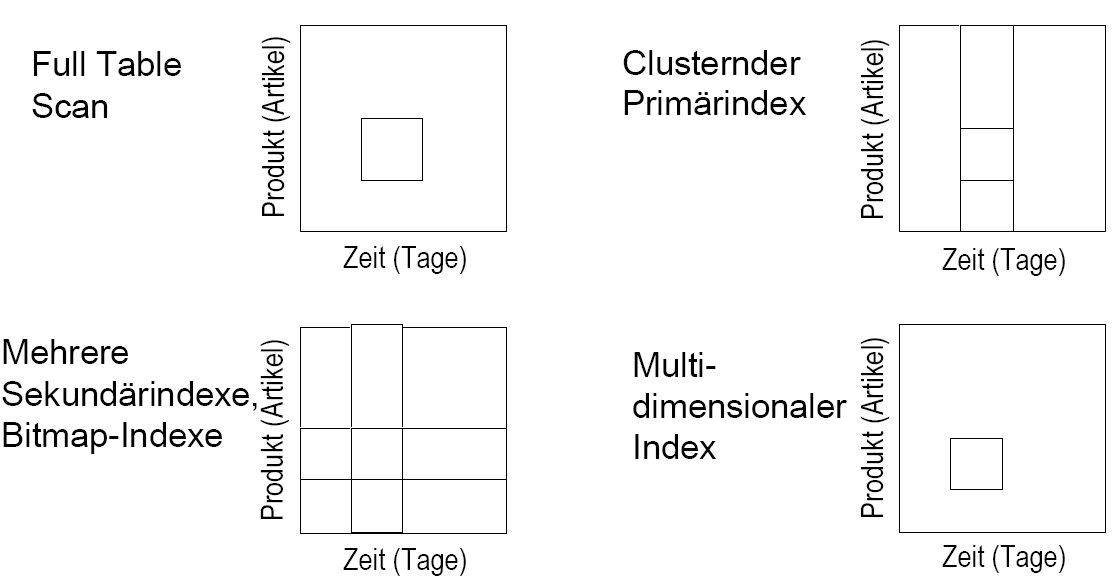 Full Table
Scan
Produkt (Artikel)
Zeit (Tage)
Clusternder
Primärindex
Produkt (Artikel)
Zeit (Tage)
Mehrere
Sekundärindexe,
Bitmap-Indexe
Produkt (Artikel)
Zeit (Tage)
Multi-
dimensionaler
Index
Produkt (Artikel)
Zeit (Tage)